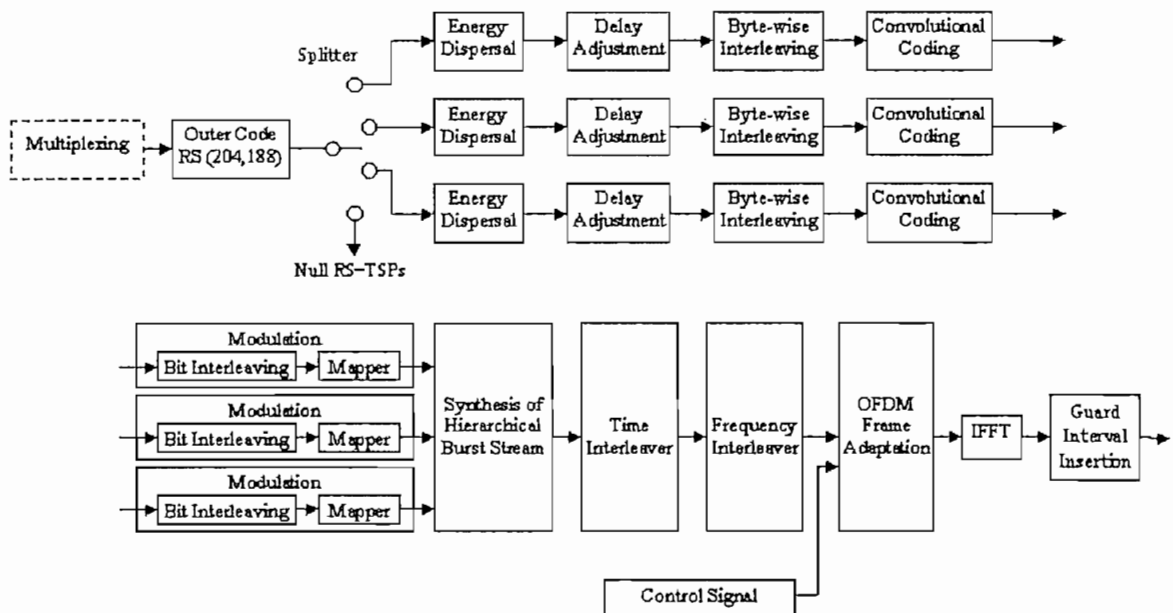 Splitter
Energy
Dispersal
Delay
Adjustment
Byte-wise
Interleaving
Convolutional
Coding
Multiplexing
Outer Code
RS (204,188)
Energy
Dispersal
Delay
Adjustment
Byte-wise
Interleaving
Convolutional
Coding
Energy
Dispersal
Delay
Adjustment
Byte-wise
Interleaving
Convolutional
Coding
Null RS-TSPs
Modulation
Bit Interleaving
Mapper
Modulation
Bit Interleaving
Mapper
Modulation
Bit Interleaving
Mapper
Synthesis of
Hierarchical
Burst Stream
Time
Interleaver
Frequency
Interleaver
OFDM
Frame
Adaptation
IFFT
Guard
Interval
Insertion
Control Signal